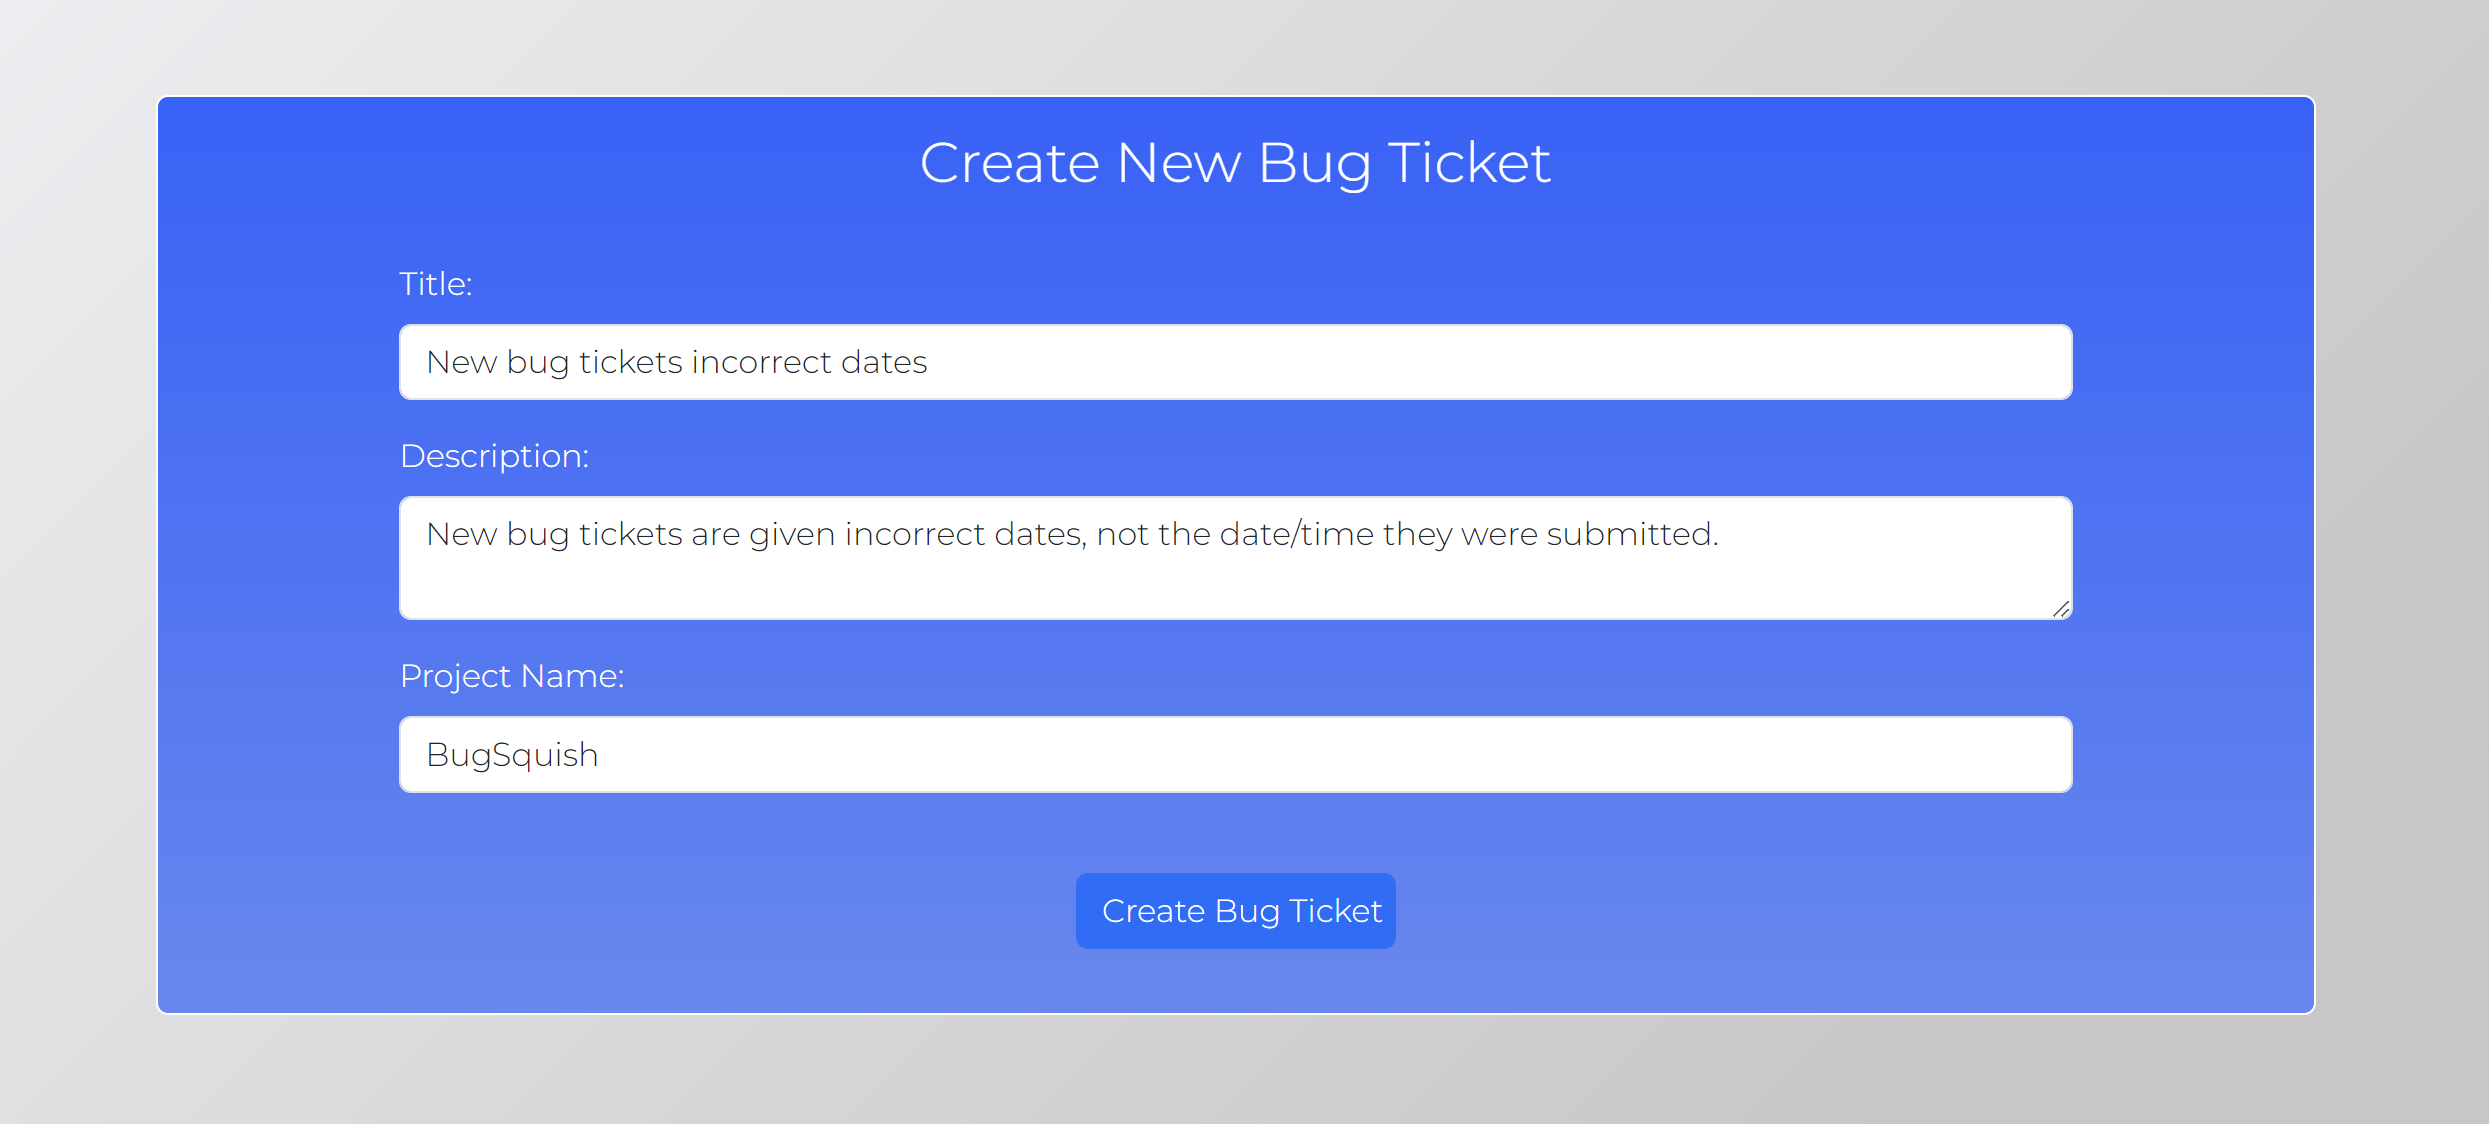 Create New Bug Ticket
Title:
New bug tickets incorrect dates
Description:
New bug tickets are given incorrect dates, not the date/time they were submitted.
Project Name:
BugSquish
Create Bug Ticket